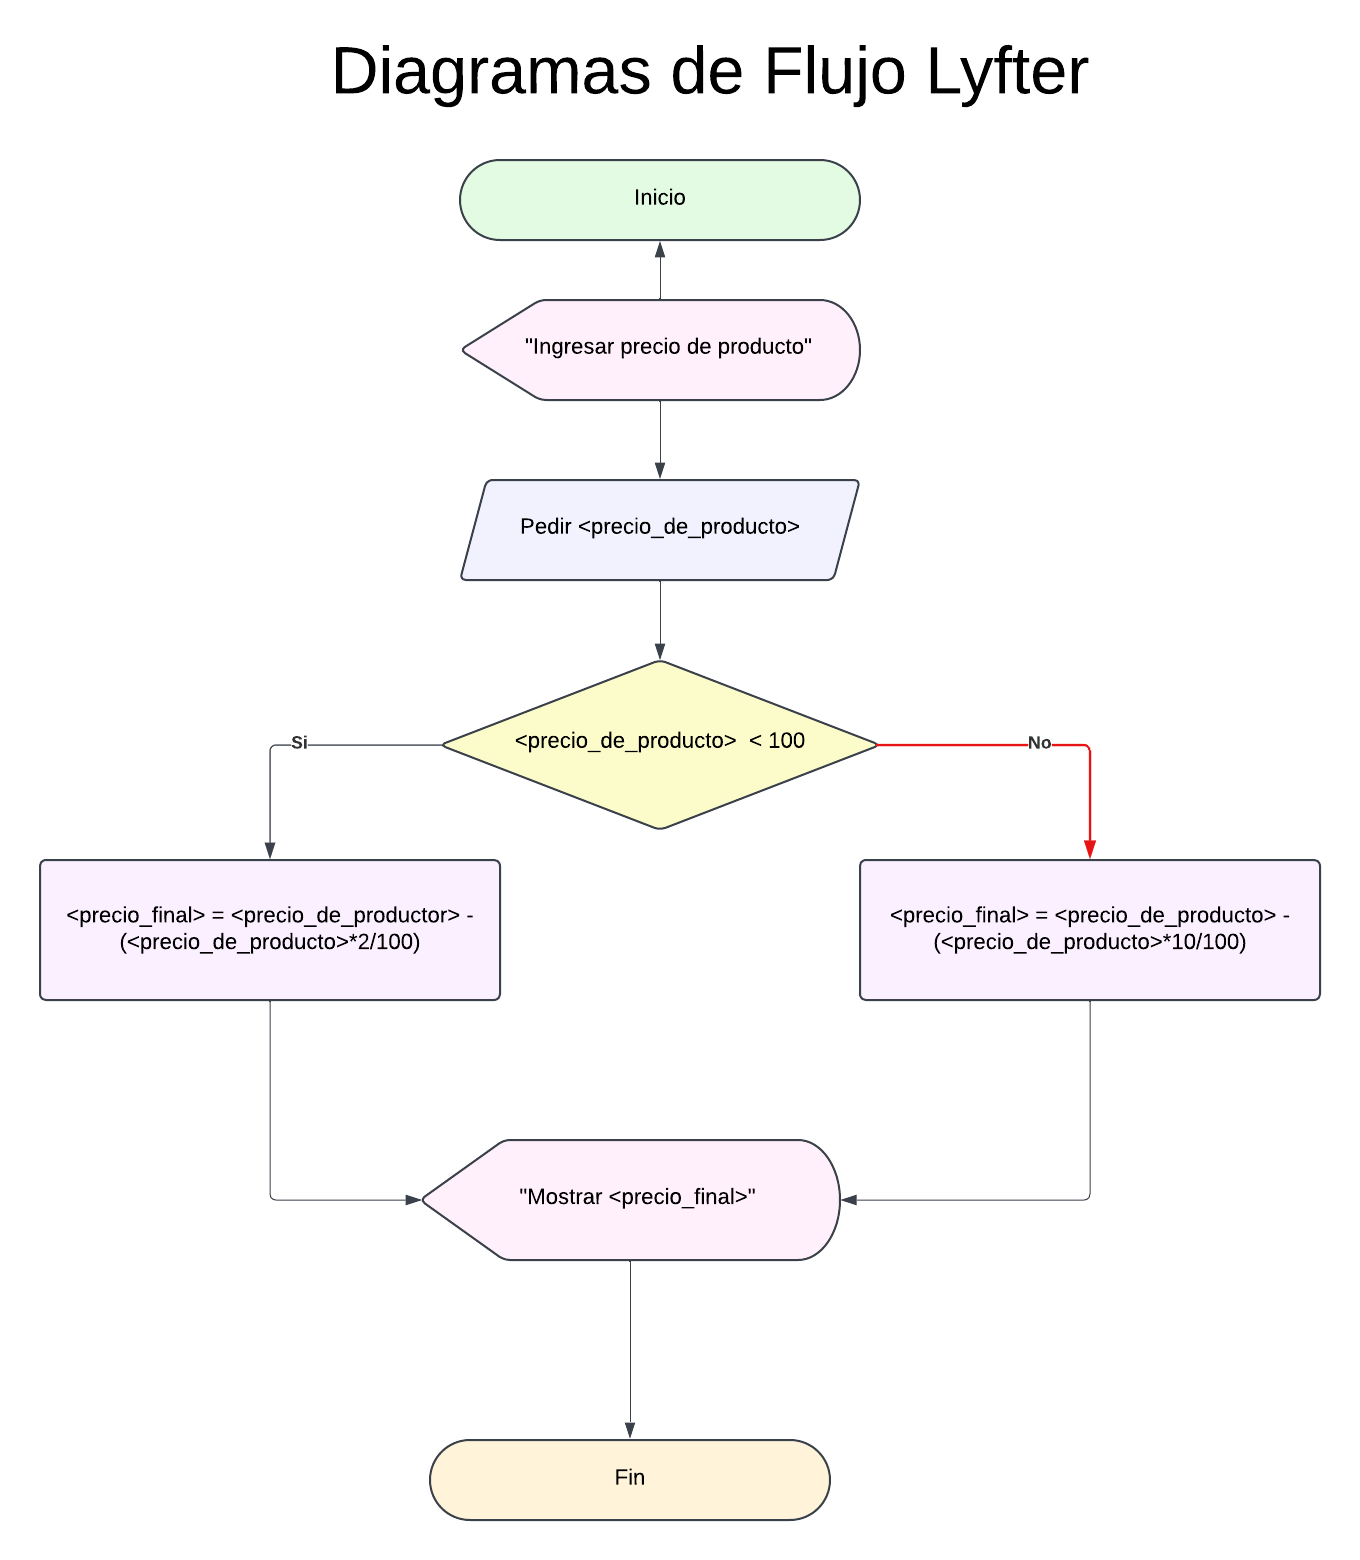 Diagramas de Flujo Lyfter
Inicio
"Ingresar precio de producto"
Pedir <precio_de_producto>
<precio_de_producto>  < 100
Si
No
<precio_final> = <precio_de_productor> -
(<precio_de_producto>*2/100)
<precio_final> = <precio_de_producto> -
(<precio_de_producto>*10/100)
"Mostrar <precio_final>"
Fin